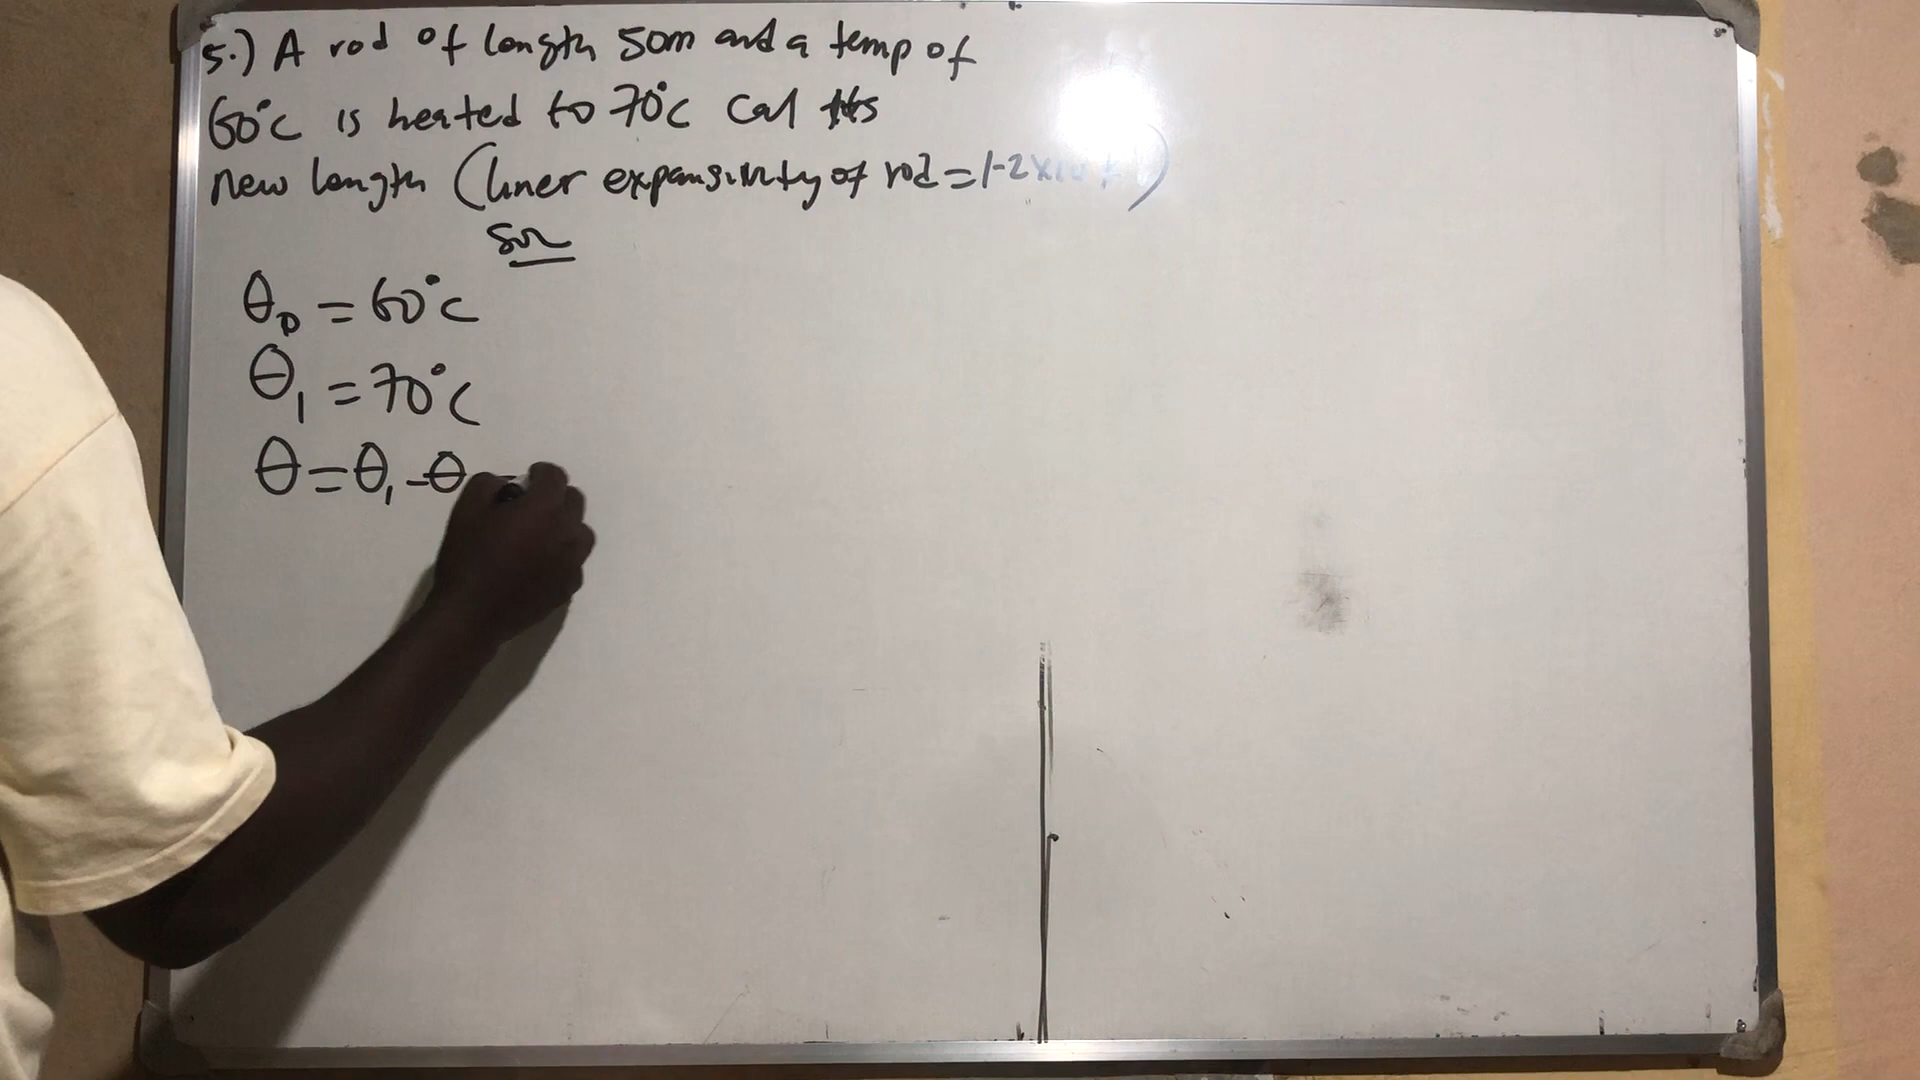 5.) A rod of length 50m and a temp of
60°c is heated to 70°c Cal its
new length (liner expansivity of rod = 1.2x10
Sol
θ₀ = 60°c
θ₁ = 70°c
θ = θ₁ - θ